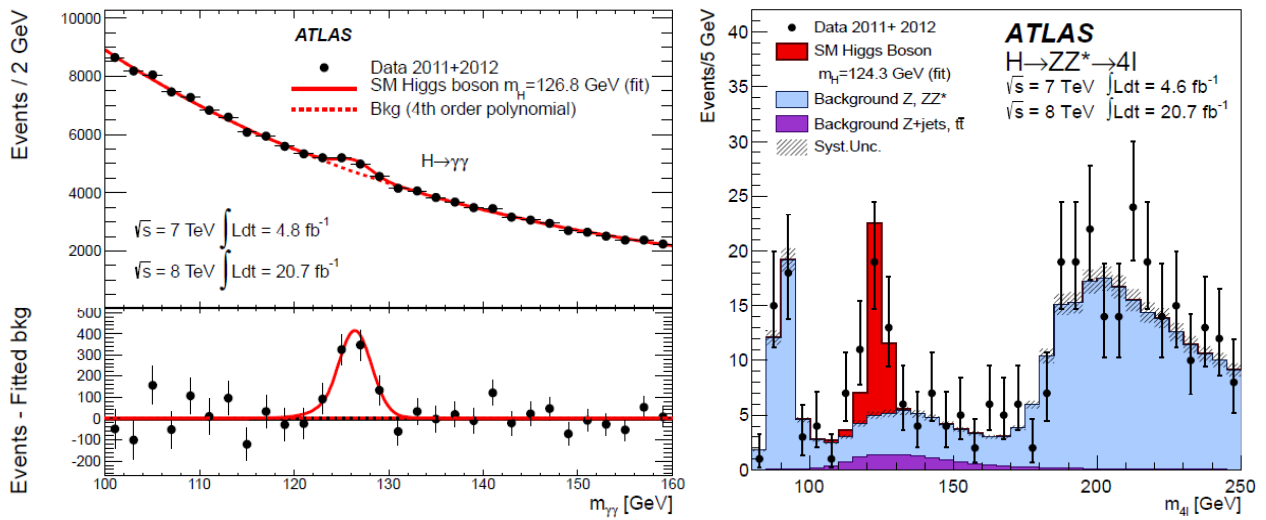 Events / 2 GeV
10000
8000
6000
4000
2000
ATLAS
Data 2011+2012
SM Higgs boson m_H=126.8 GeV (fit)
Bkg (4th order polynomial)
H→γγ
√s = 7 TeV ∫Ldt = 4.8 fb⁻¹
√s = 8 TeV ∫Ldt = 20.7 fb⁻¹
Events - Fitted bkg
500
400
300
200
100
0
-100
-200
100 110 120 130 140 150 160
m_γγ [GeV]
Events/5 GeV
40
35
30
25
20
15
10
5
0
Data 2011+ 2012
SM Higgs Boson
m_H=124.3 GeV (fit)
Background Z, ZZ*
Background Z+jets, tt̄
Syst.Unc.
ATLAS
H→ZZ*→4l
√s = 7 TeV ∫Ldt = 4.6 fb⁻¹
√s = 8 TeV ∫Ldt = 20.7 fb⁻¹
100 150 200 250
m_4l [GeV]